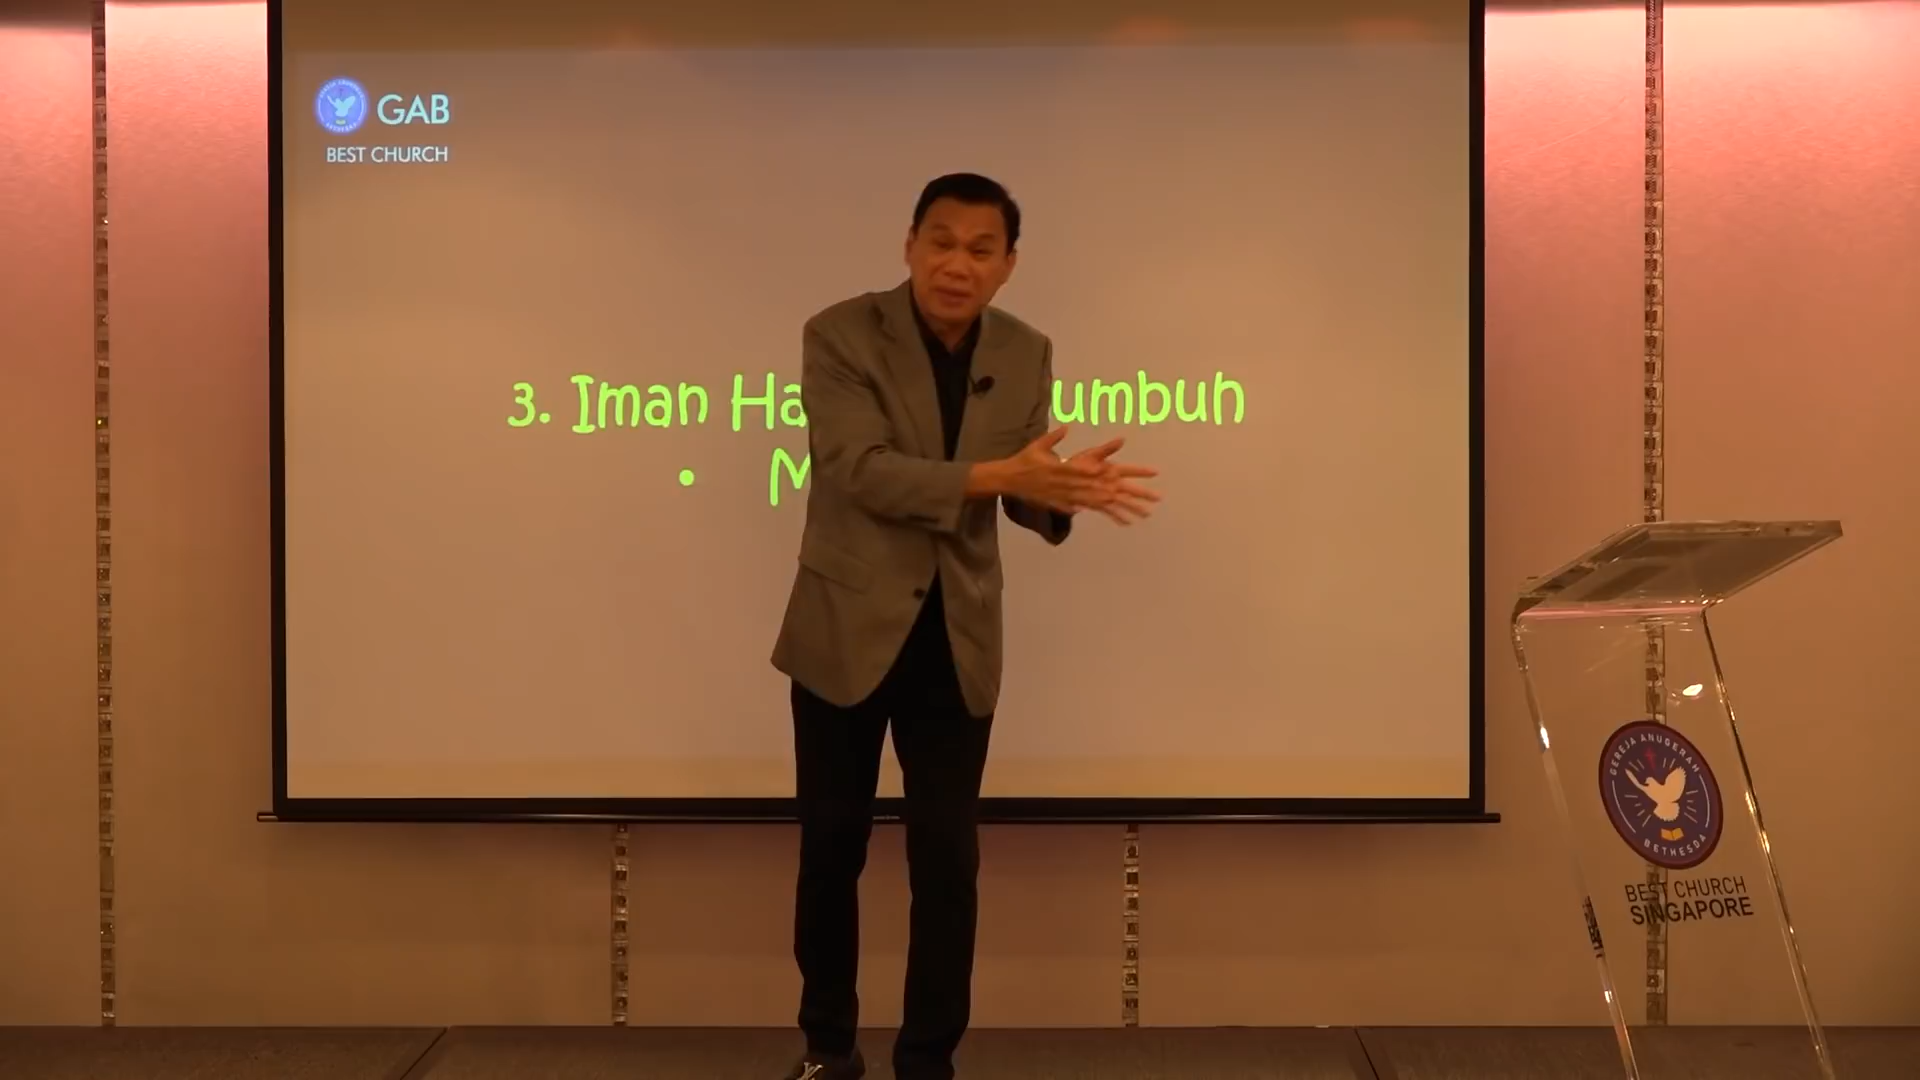 GAB
BEST CHURCH
3. Iman Ha umbuh
• M
GEREJA ANUGERAH
BETHESDA
BEST CHURCH
SINGAPORE